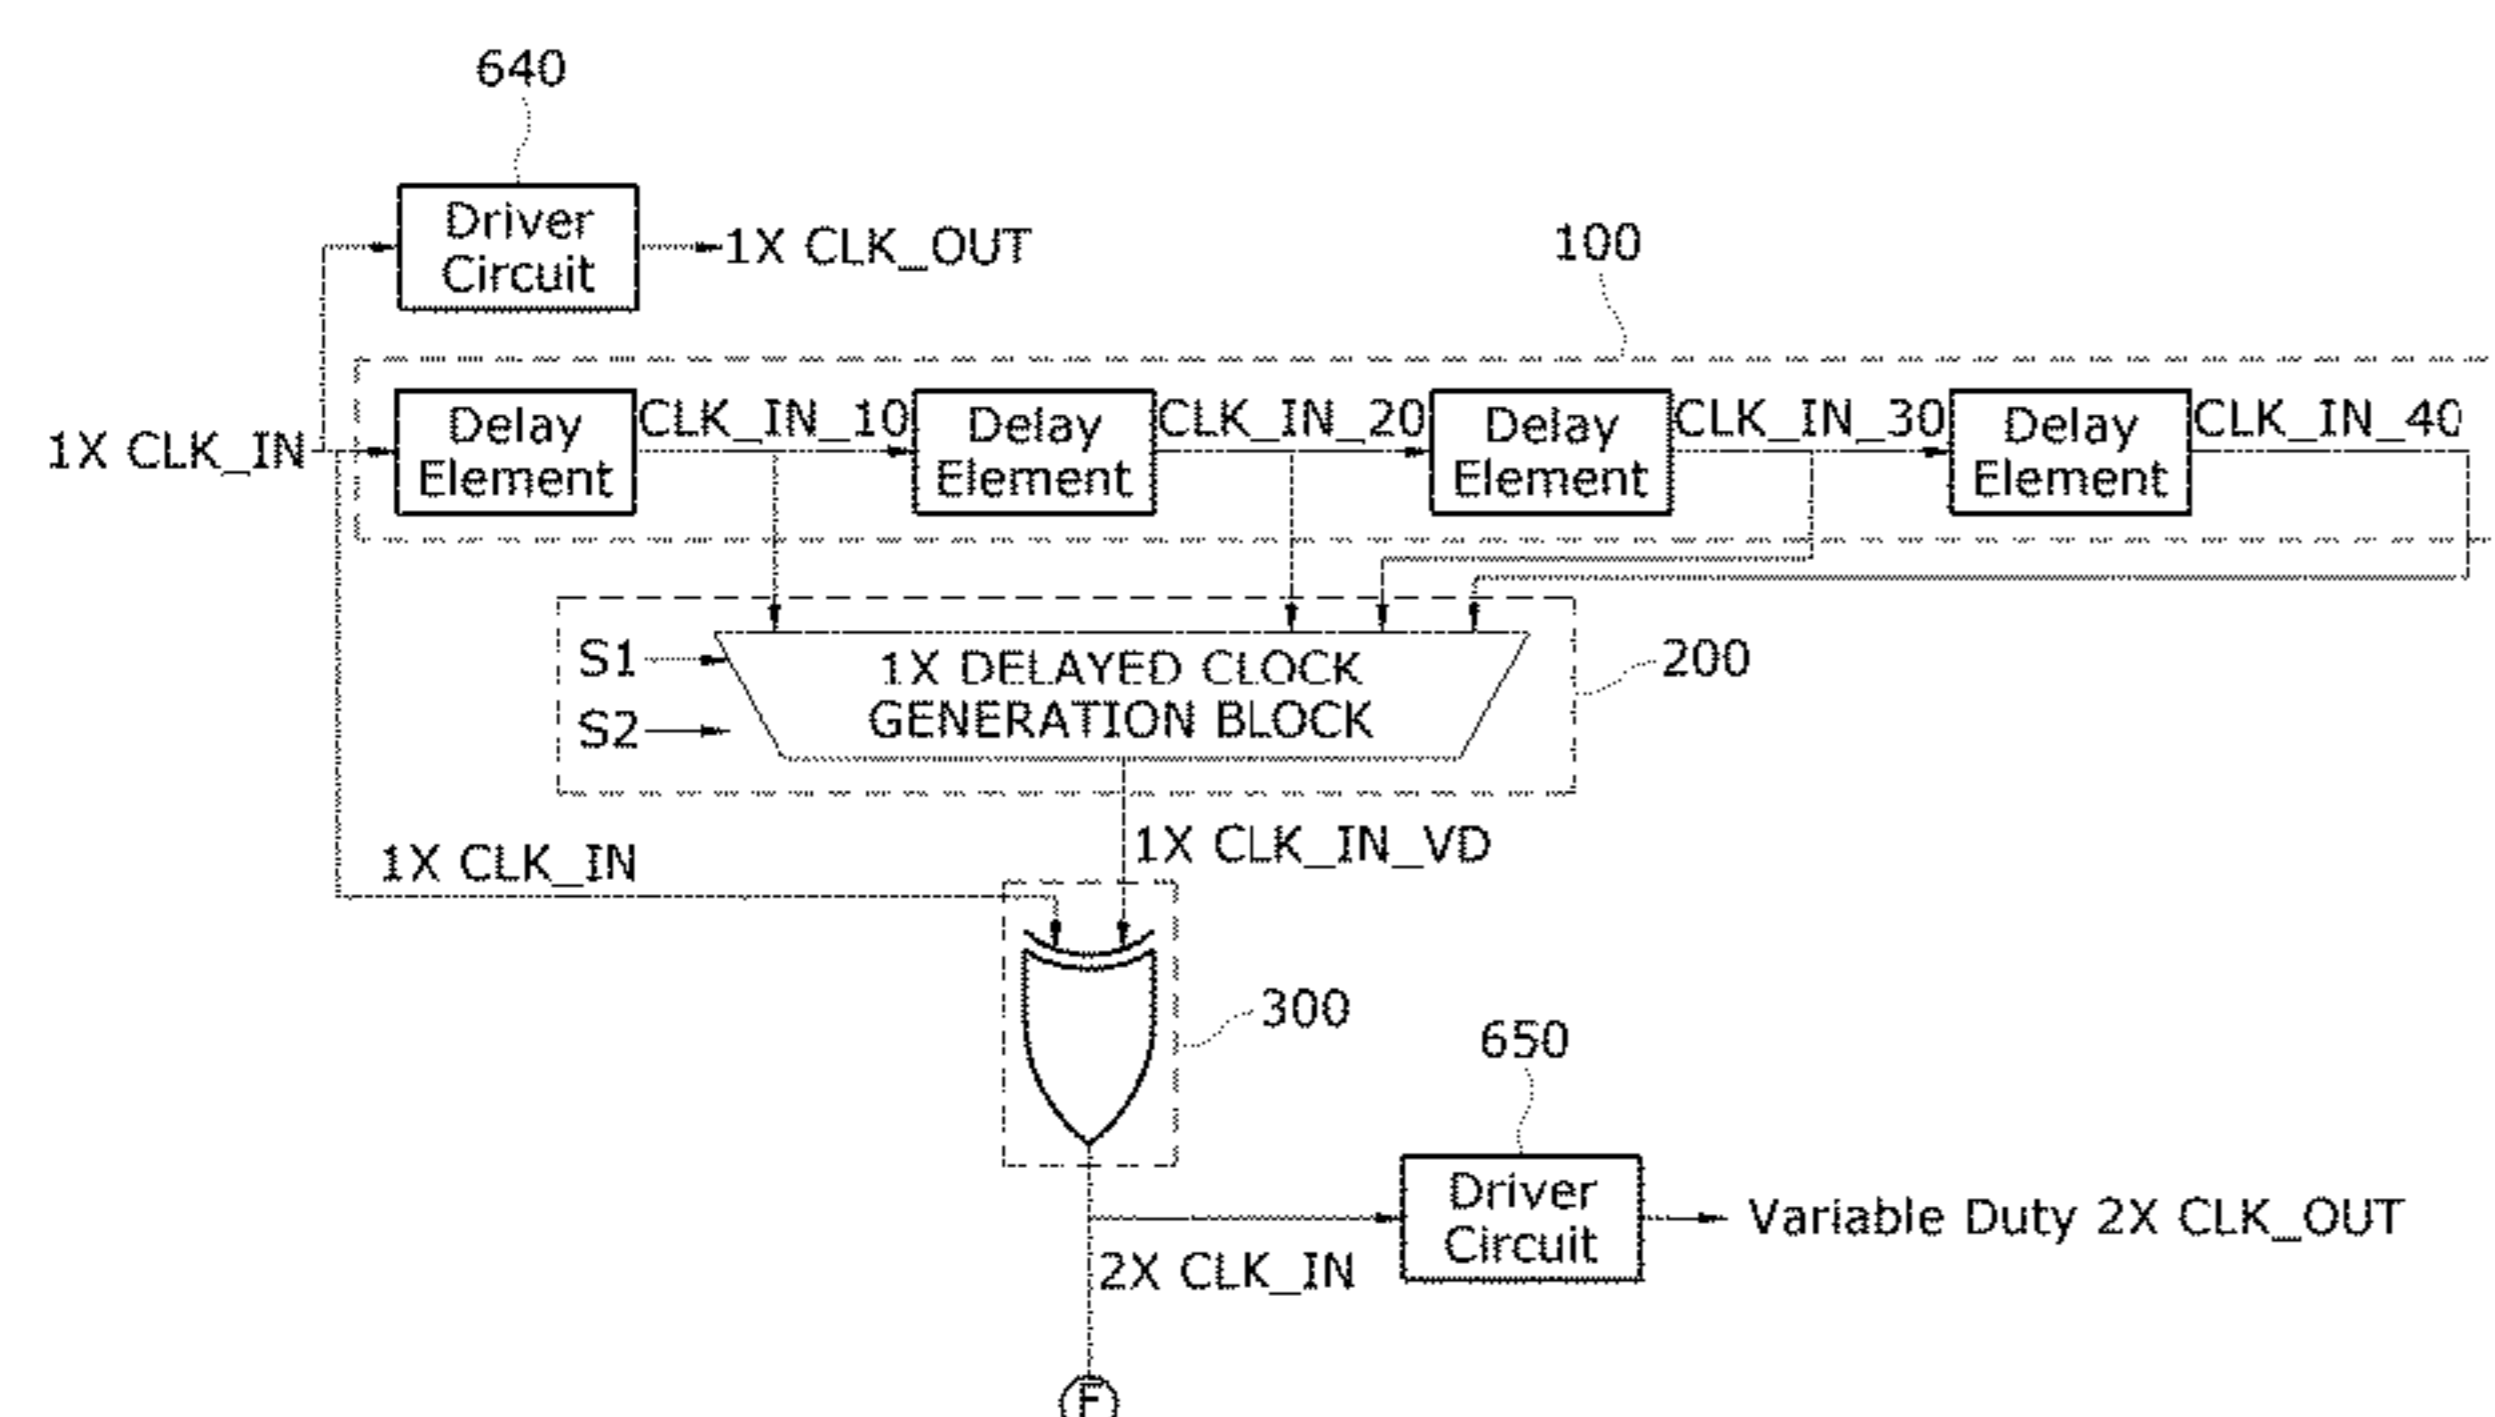 640
Driver
Circuit
1X CLK_OUT
100
1X CLK_IN
Delay
Element
CLK_IN_10
Delay
Element
CLK_IN_20
Delay
Element
CLK_IN_30
Delay
Element
CLK_IN_40
S1
S2
1X DELAYED CLOCK
GENERATION BLOCK
200
1X CLK_IN
1X CLK_IN_VD
300
650
Driver
Circuit
Variable Duty 2X CLK_OUT
2X CLK_IN